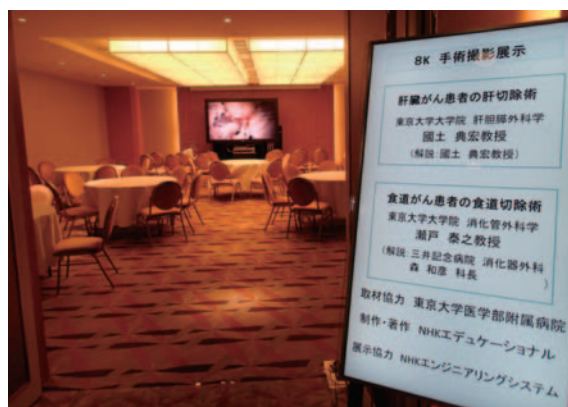 8K 手術撮影展示
肝臓がん患者の肝切除術
東京大学大学院 肝胆膵外科学
國土 典宏教授
(解説:國土 典宏教授)
食道がん患者の食道切除術
東京大学大学院 消化管外科学
瀬戸 泰之教授
(解説:三井記念病院 消化器外科
森 和彦 科長
)
取材協力 東京大学医学部附属病院
制作・著作 NHKエデュケーショナル
展示協力 NHKエンジニアリングシステム